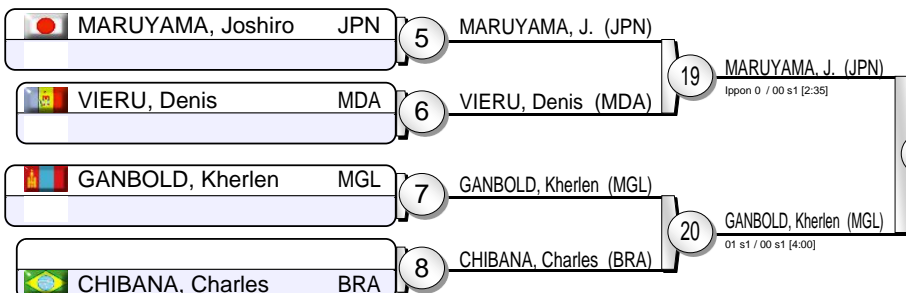 MARUYAMA, Joshiro JPN
5
MARUYAMA, J. (JPN)
19
MARUYAMA, J. (JPN)
Ippon 0 / 00 s1 [2:35]
VIERU, Denis MDA
6
VIERU, Denis (MDA)
GANBOLD, Kherlen MGL
7
GANBOLD, Kherlen (MGL)
20
GANBOLD, Kherlen (MGL)
01 s1 / 00 s1 [4:00]
CHIBANA, Charles BRA
8
CHIBANA, Charles (BRA)